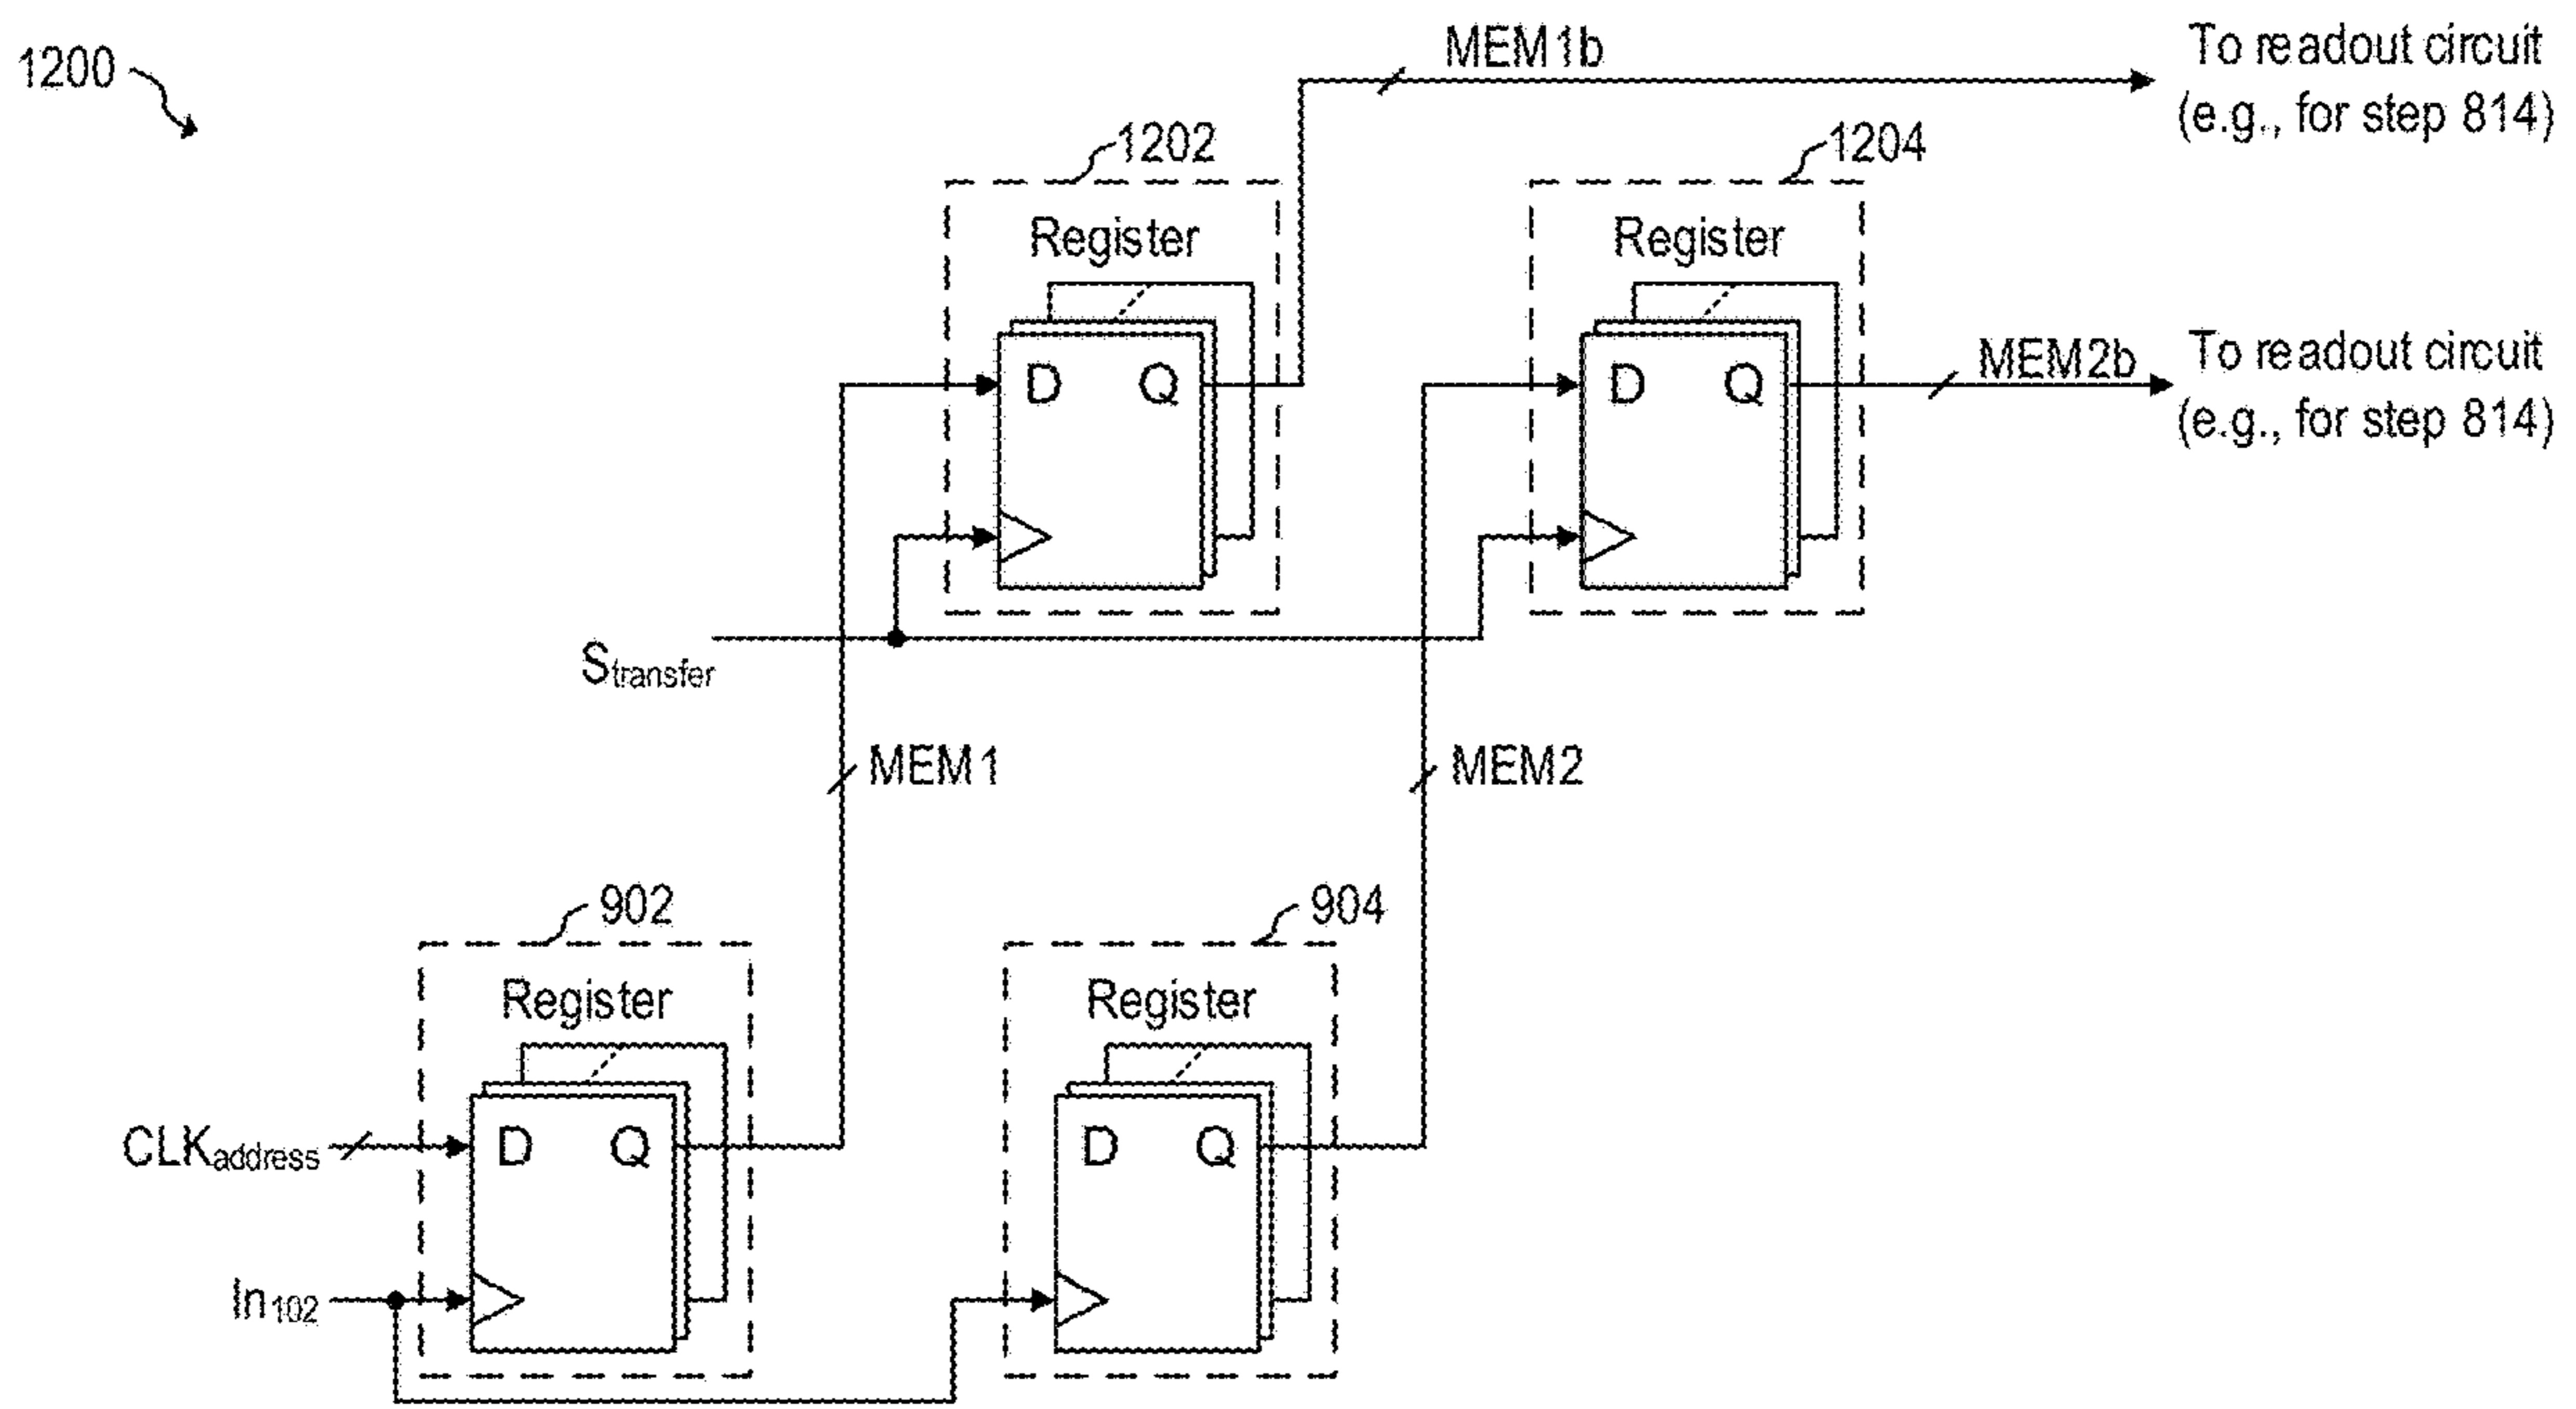 1200
MEM1b
To readout circuit
(e.g., for step 814)
1202
1204
Register
Register
D Q
D Q
MEM2b
To readout circuit
(e.g., for step 814)
Stransfer
MEM1
MEM2
902
904
Register
Register
CLKaddress
D Q
D Q
In102